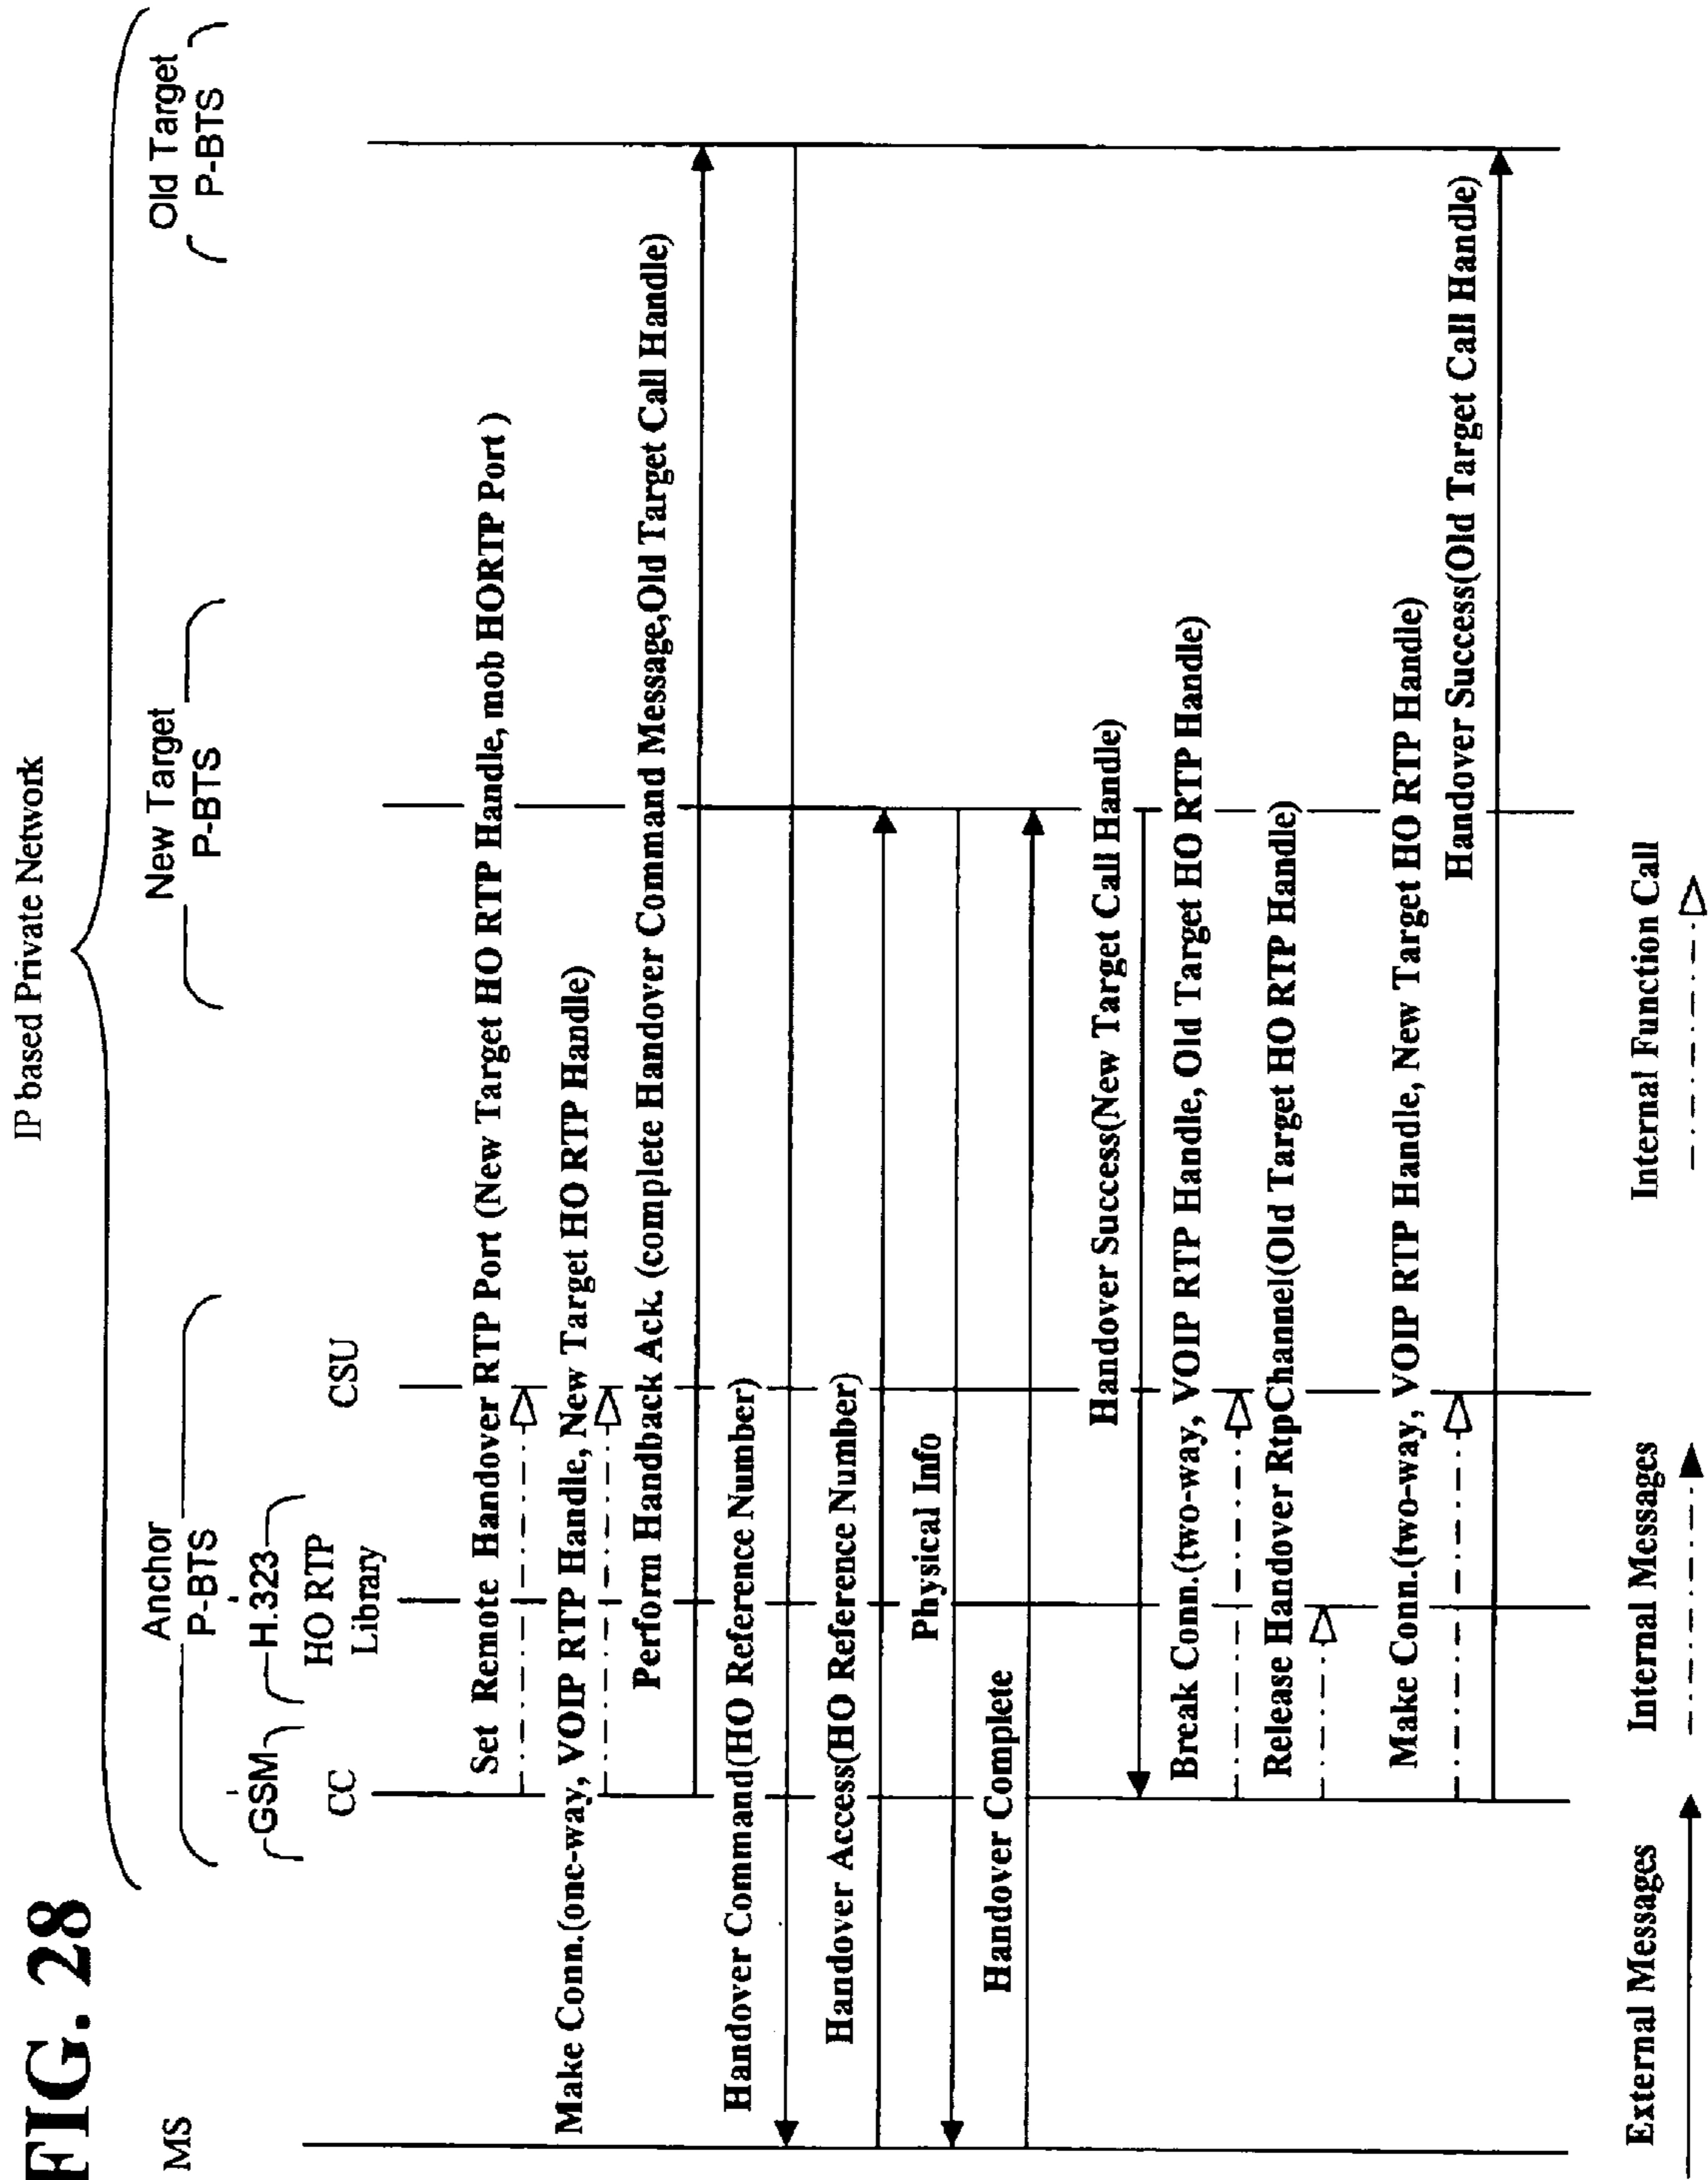 FIG. 28
IP based Private Network
MS
Anchor
P-BTS
New Target
P-BTS
Old Target
P-BTS
GSM
H.323
CC
HO RTP
Library
CSU
Set Remote Handover RTP Port (New Target HO RTP Handle, mob HORTP Port )
Make Conn.(one-way, VOIP RTP Handle, New Target HO RTP Handle)
Perform Handback Ack. (complete Handover Command Message,Old Target Call Handle)
Handover Command(HO Reference Number)
Handover Access(HO Reference Number)
Physical Info
Handover Complete
Handover Success(New Target Call Handle)
Break Conn.(two-way, VOIP RTP Handle, Old Target HO RTP Handle)
Release Handover RtpChannel(Old Target HO RTP Handle)
Make Conn.(two-way, VOIP RTP Handle, New Target HO RTP Handle)
Handover Success(Old Target Call Handle)
External Messages
Internal Messages
Internal Function Call